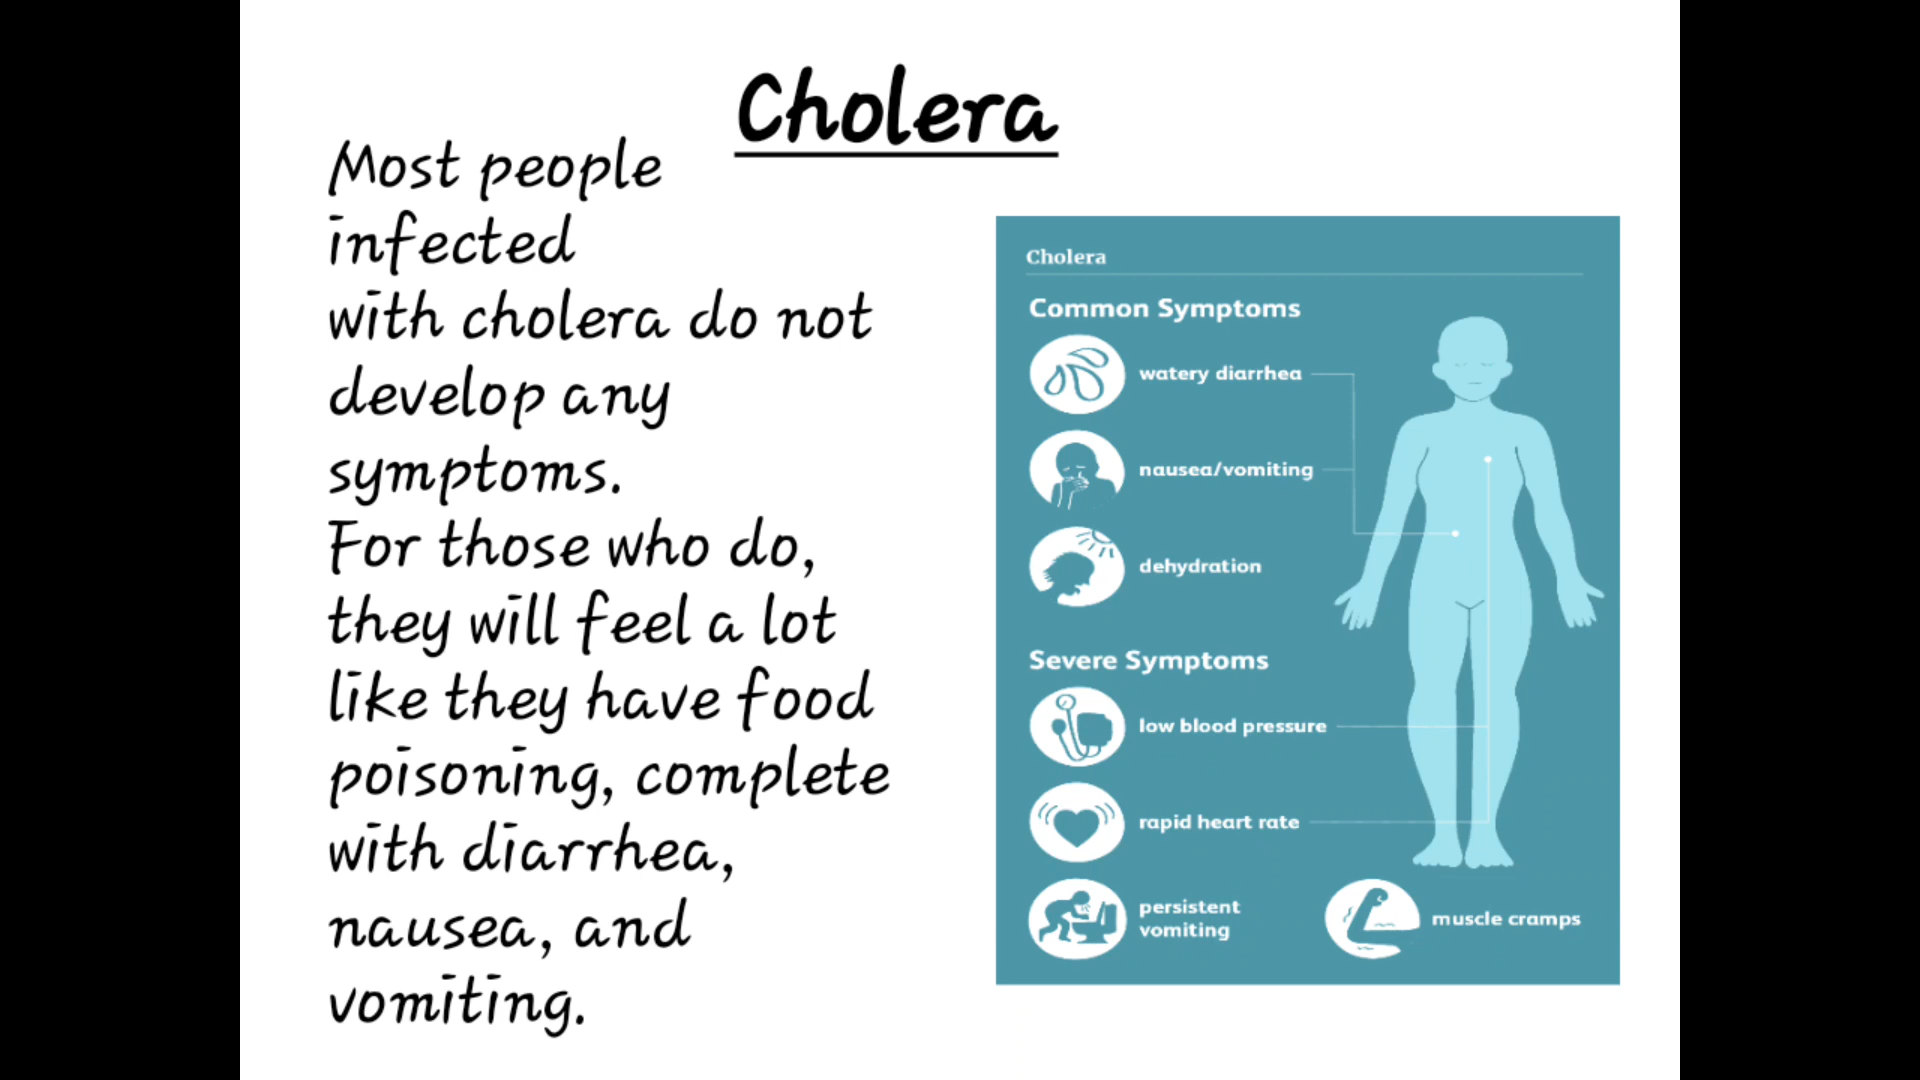 Cholera
Most people
infected
with cholera do not
develop any
symptoms.
For those who do,
they will feel a lot
like they have food
poisoning, complete
with diarrhea,
nausea, and
vomiting.
Cholera
Common Symptoms
watery diarrhea
nausea/vomiting
dehydration
Severe Symptoms
low blood pressure
rapid heart rate
persistent
vomiting
muscle cramps